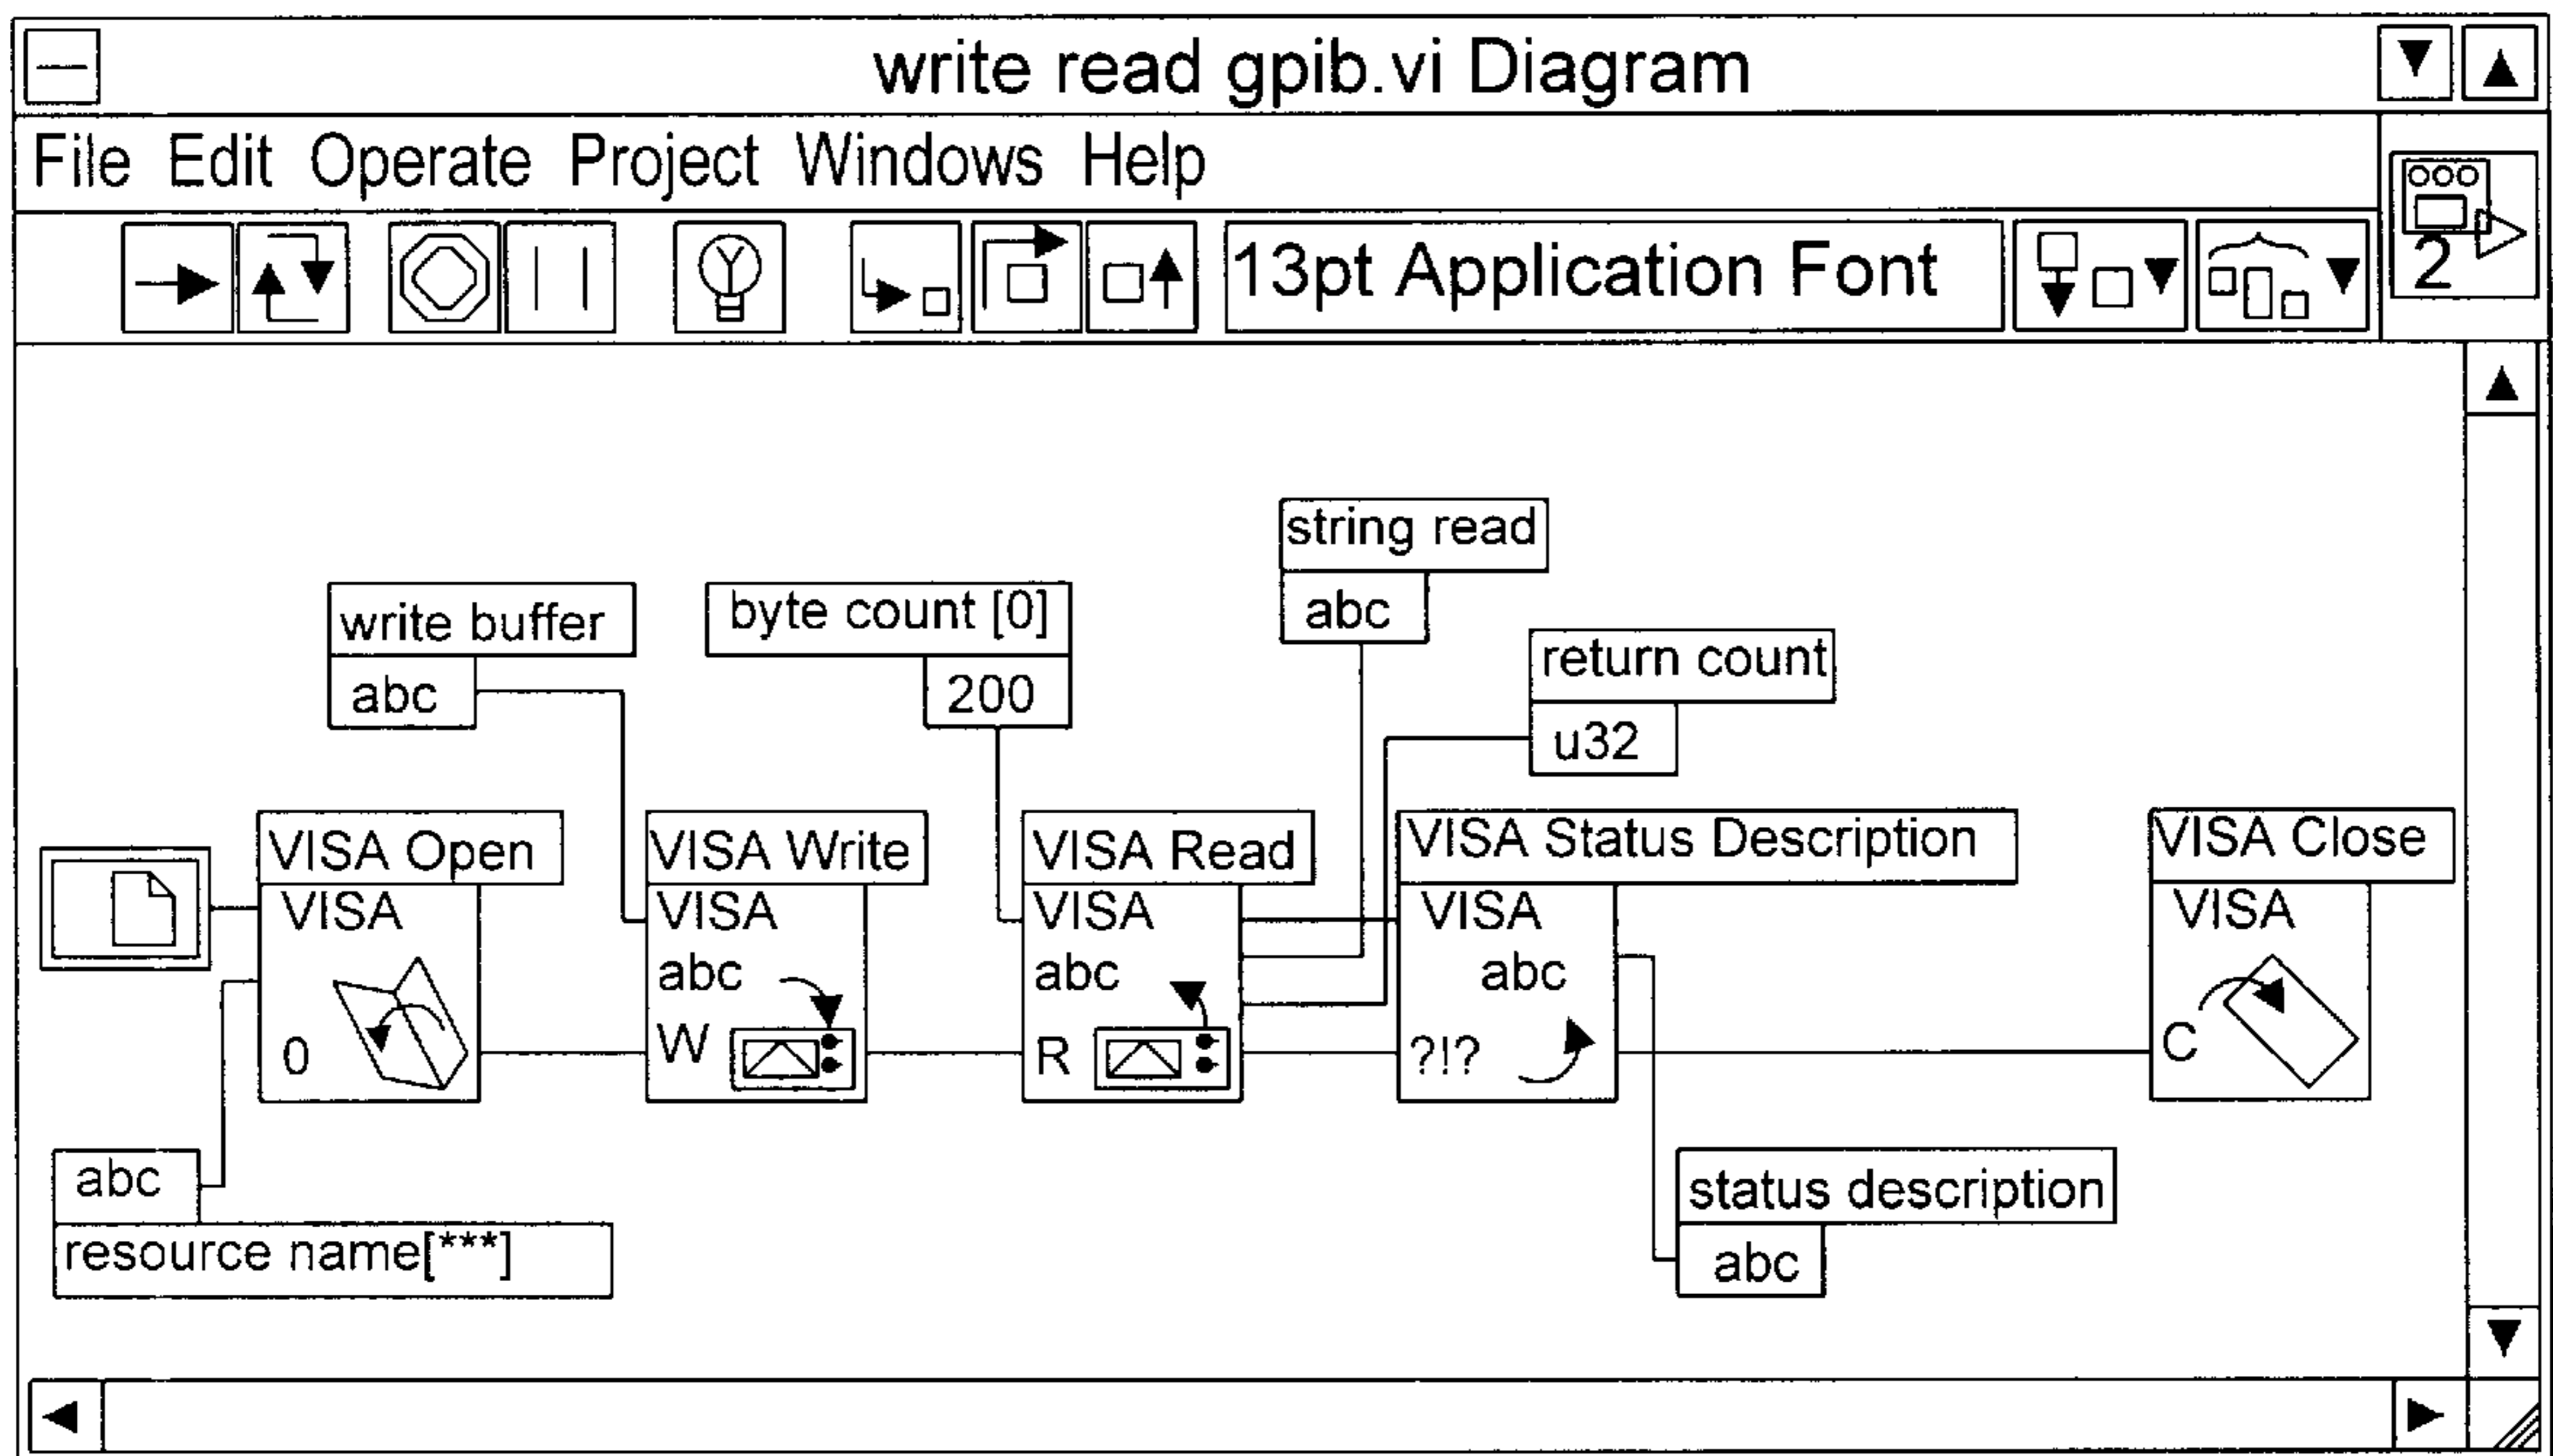 write read gpib.vi Diagram
File Edit Operate Project Windows Help
13pt Application Font
2
string read
abc
write buffer
abc
byte count [0]
200
return count
u32
VISA Open
VISA
0
VISA Write
VISA
abc
W
VISA Read
VISA
abc
R
VISA Status Description
VISA
abc
?!?
VISA Close
VISA
C
abc
resource name[***]
status description
abc